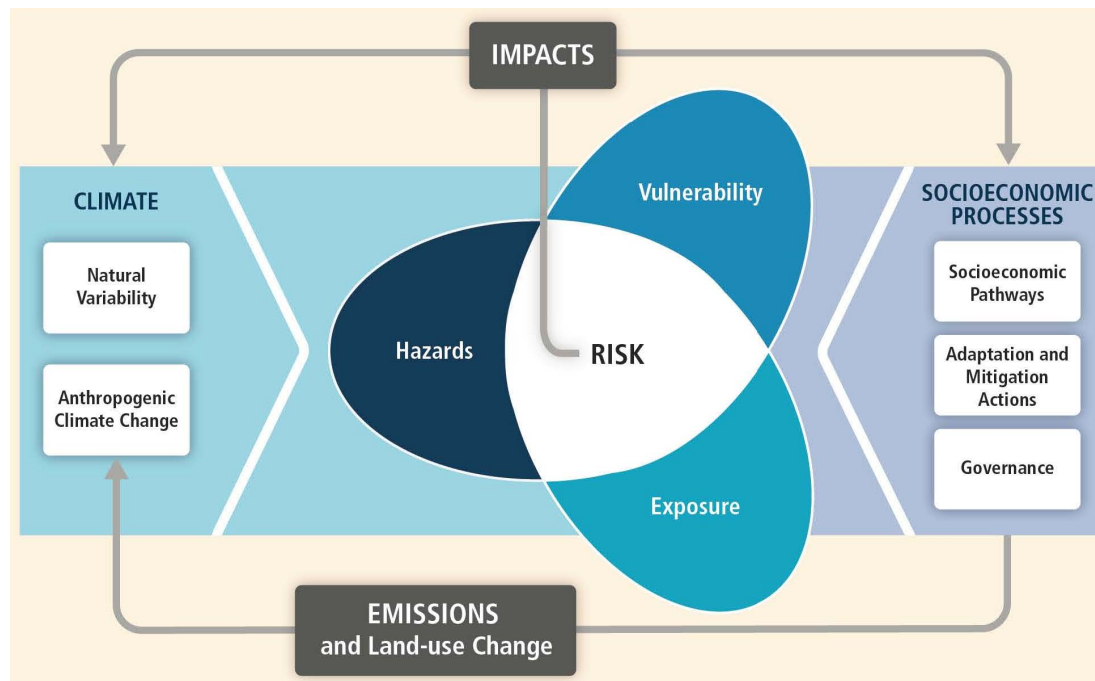 IMPACTS
CLIMATE
Natural
Variability
Anthropogenic
Climate Change
Hazards
Vulnerability
RISK
Exposure
SOCIOECONOMIC
PROCESSES
Socioeconomic
Pathways
Adaptation and
Mitigation
Actions
Governance
EMISSIONS
and Land-use Change